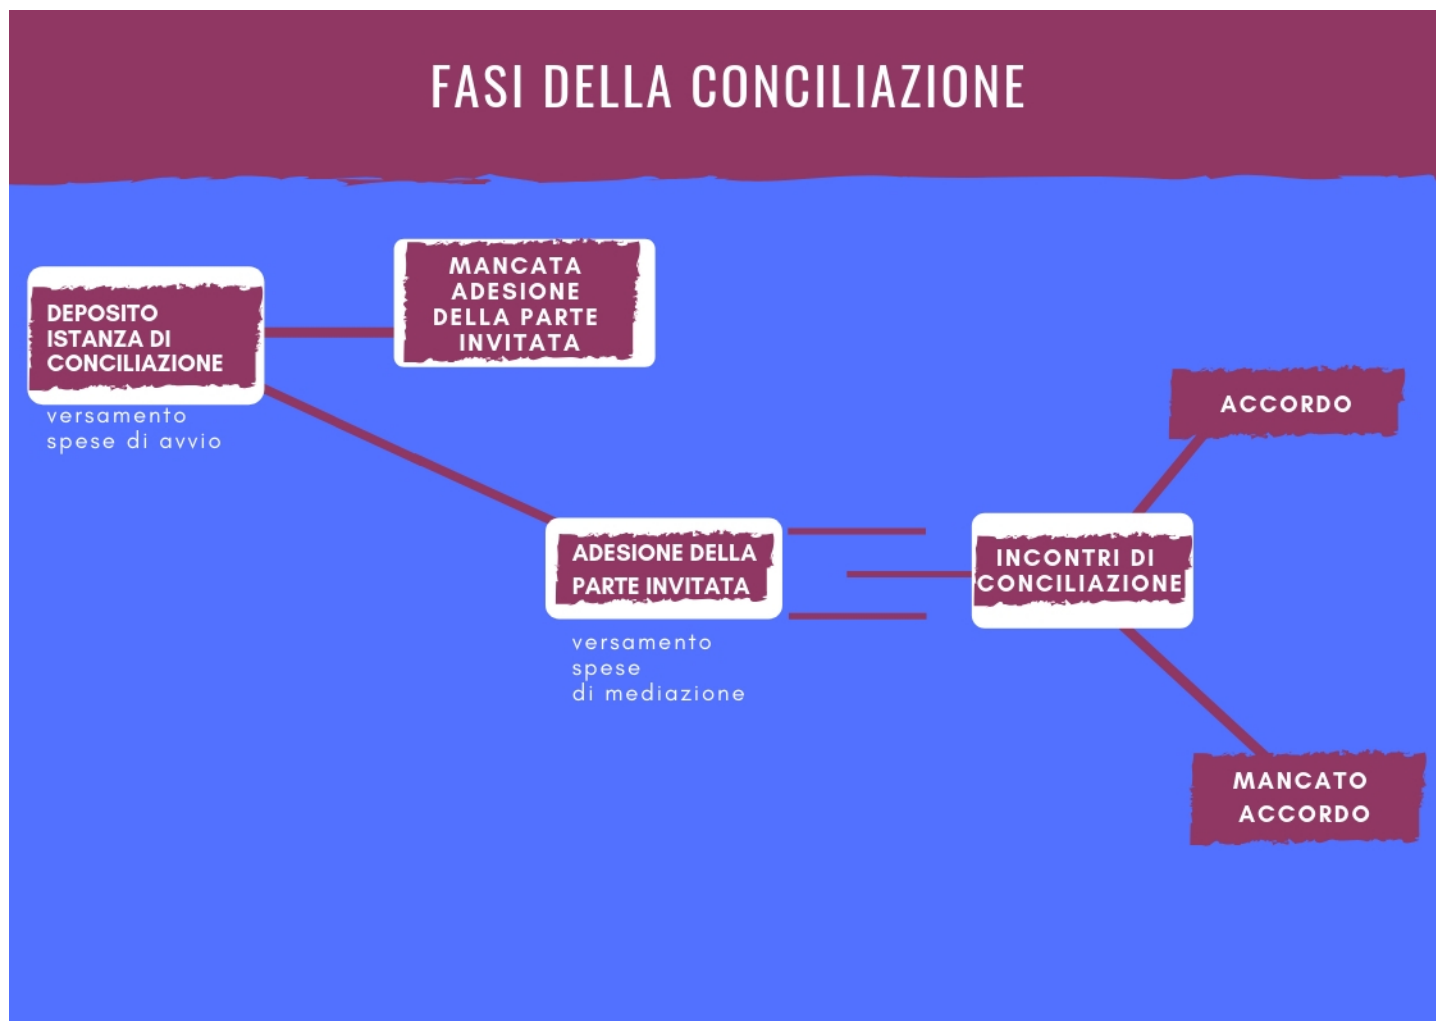 FASI DELLA CONCILIAZIONE
DEPOSITO
ISTANZA DI
CONCILIAZIONE
versamento
spese di avvio
MANCATA
ADESIONE
DELLA PARTE
INVITATA
ADESIONE DELLA
PARTE INVITATA
versamento
spese
di mediazione
INCONTRI DI
CONCILIAZIONE
ACCORDO
MANCATO
ACCORDO